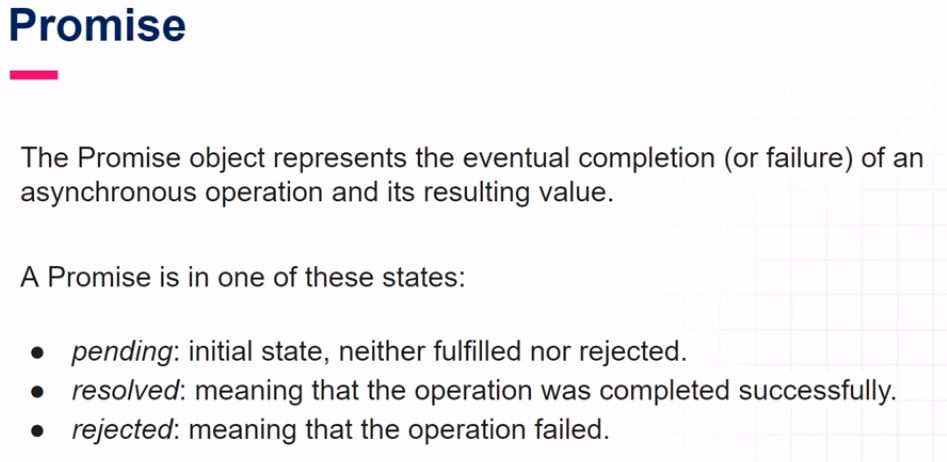 Promise
The Promise object represents the eventual completion (or failure) of an
asynchronous operation and its resulting value.
A Promise is in one of these states:
● pending: initial state, neither fulfilled nor rejected.
● resolved: meaning that the operation was completed successfully.
● rejected: meaning that the operation failed.